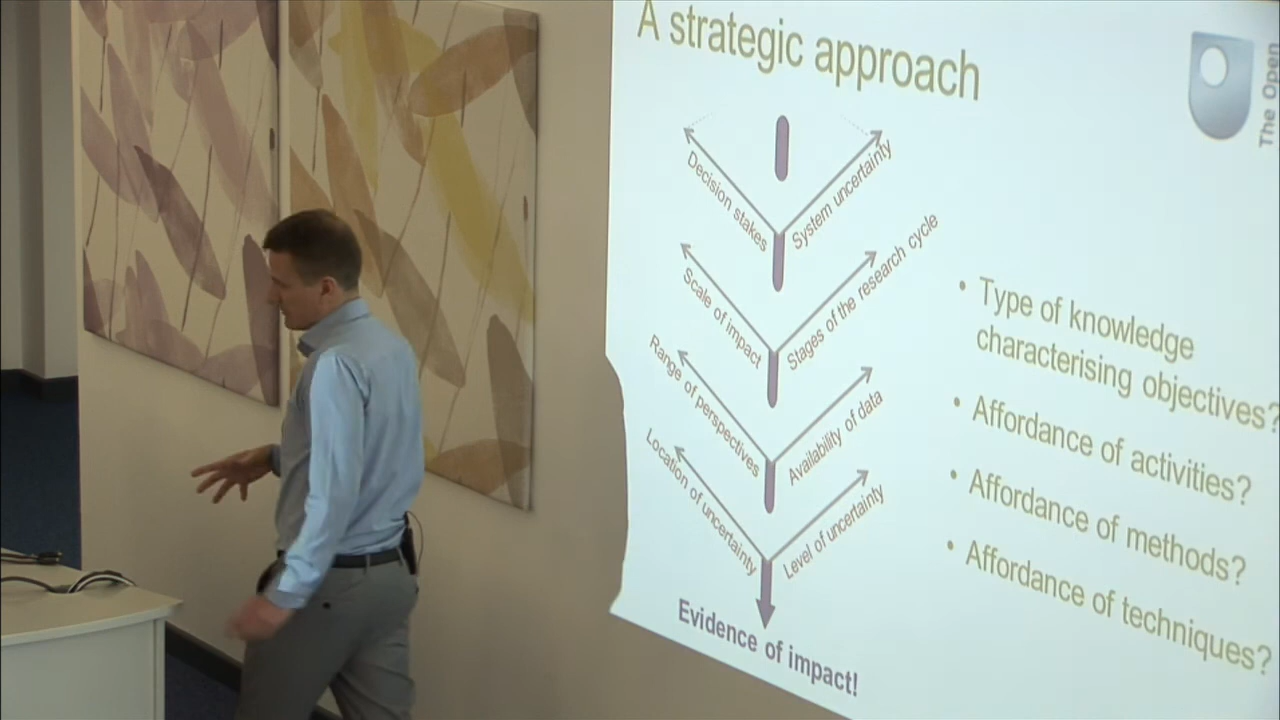 A strategic approach
The Open
Decision stakes
System uncertainty
Scale of impact
Stages of the research cycle
Range of perspectives
Availability of data
Location of uncertainty
Level of uncertainty
Evidence of impact!
• Type of knowledge
characterising objectives?
• Affordance of activities?
• Affordance of methods?
• Affordance of techniques?